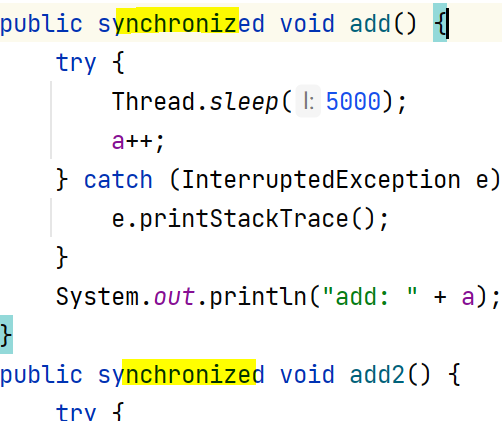 public synchronized void add() {
    try {
        Thread.sleep( l: 5000);
        a++;
    } catch (InterruptedException e)
        e.printStackTrace();
    }
    System.out.println("add: " + a);
}
public synchronized void add2() {
    try {